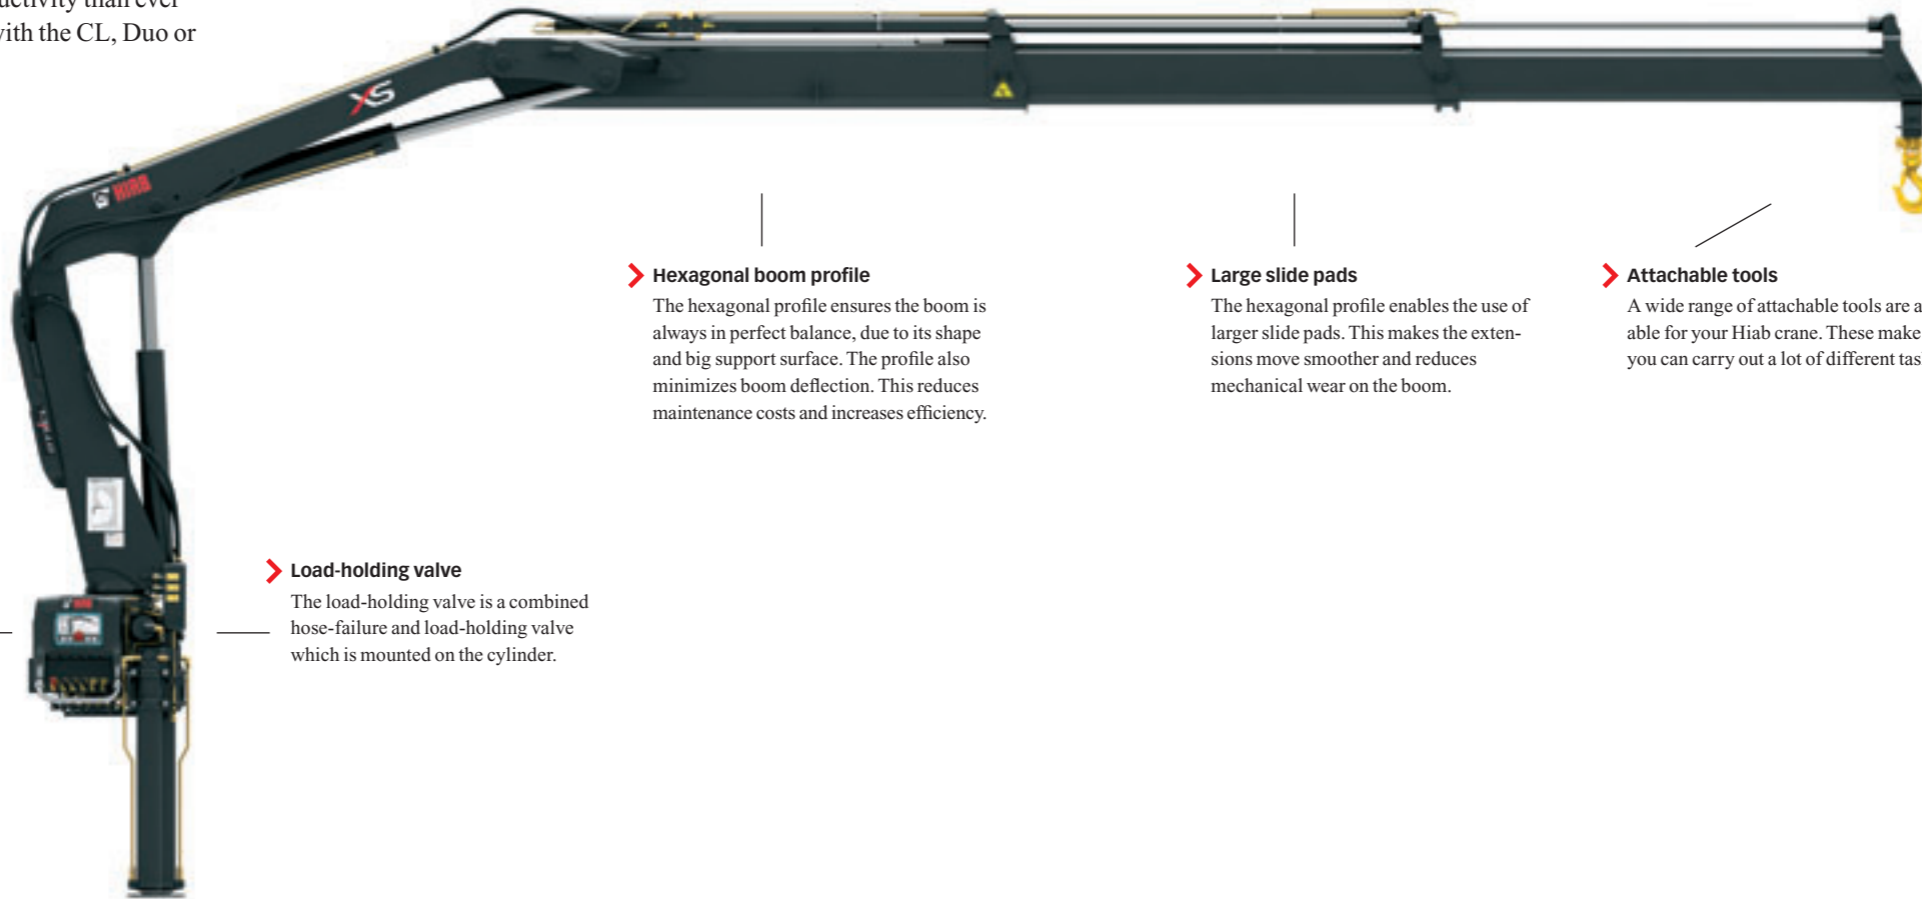 uctivity than ever
with the CL, Duo or
XS
HIAB
Hexagonal boom profile
The hexagonal profile ensures the boom is
always in perfect balance, due to its shape
and big support surface. The profile also
minimizes boom deflection. This reduces
maintenance costs and increases efficiency.
Large slide pads
The hexagonal profile enables the use of
larger slide pads. This makes the exten-
sions move smoother and reduces
mechanical wear on the boom.
Attachable tools
A wide range of attachable tools are a
able for your Hiab crane. These make
you can carry out a lot of different tas
Load-holding valve
The load-holding valve is a combined
hose-failure and load-holding valve
which is mounted on the cylinder.
HIAB